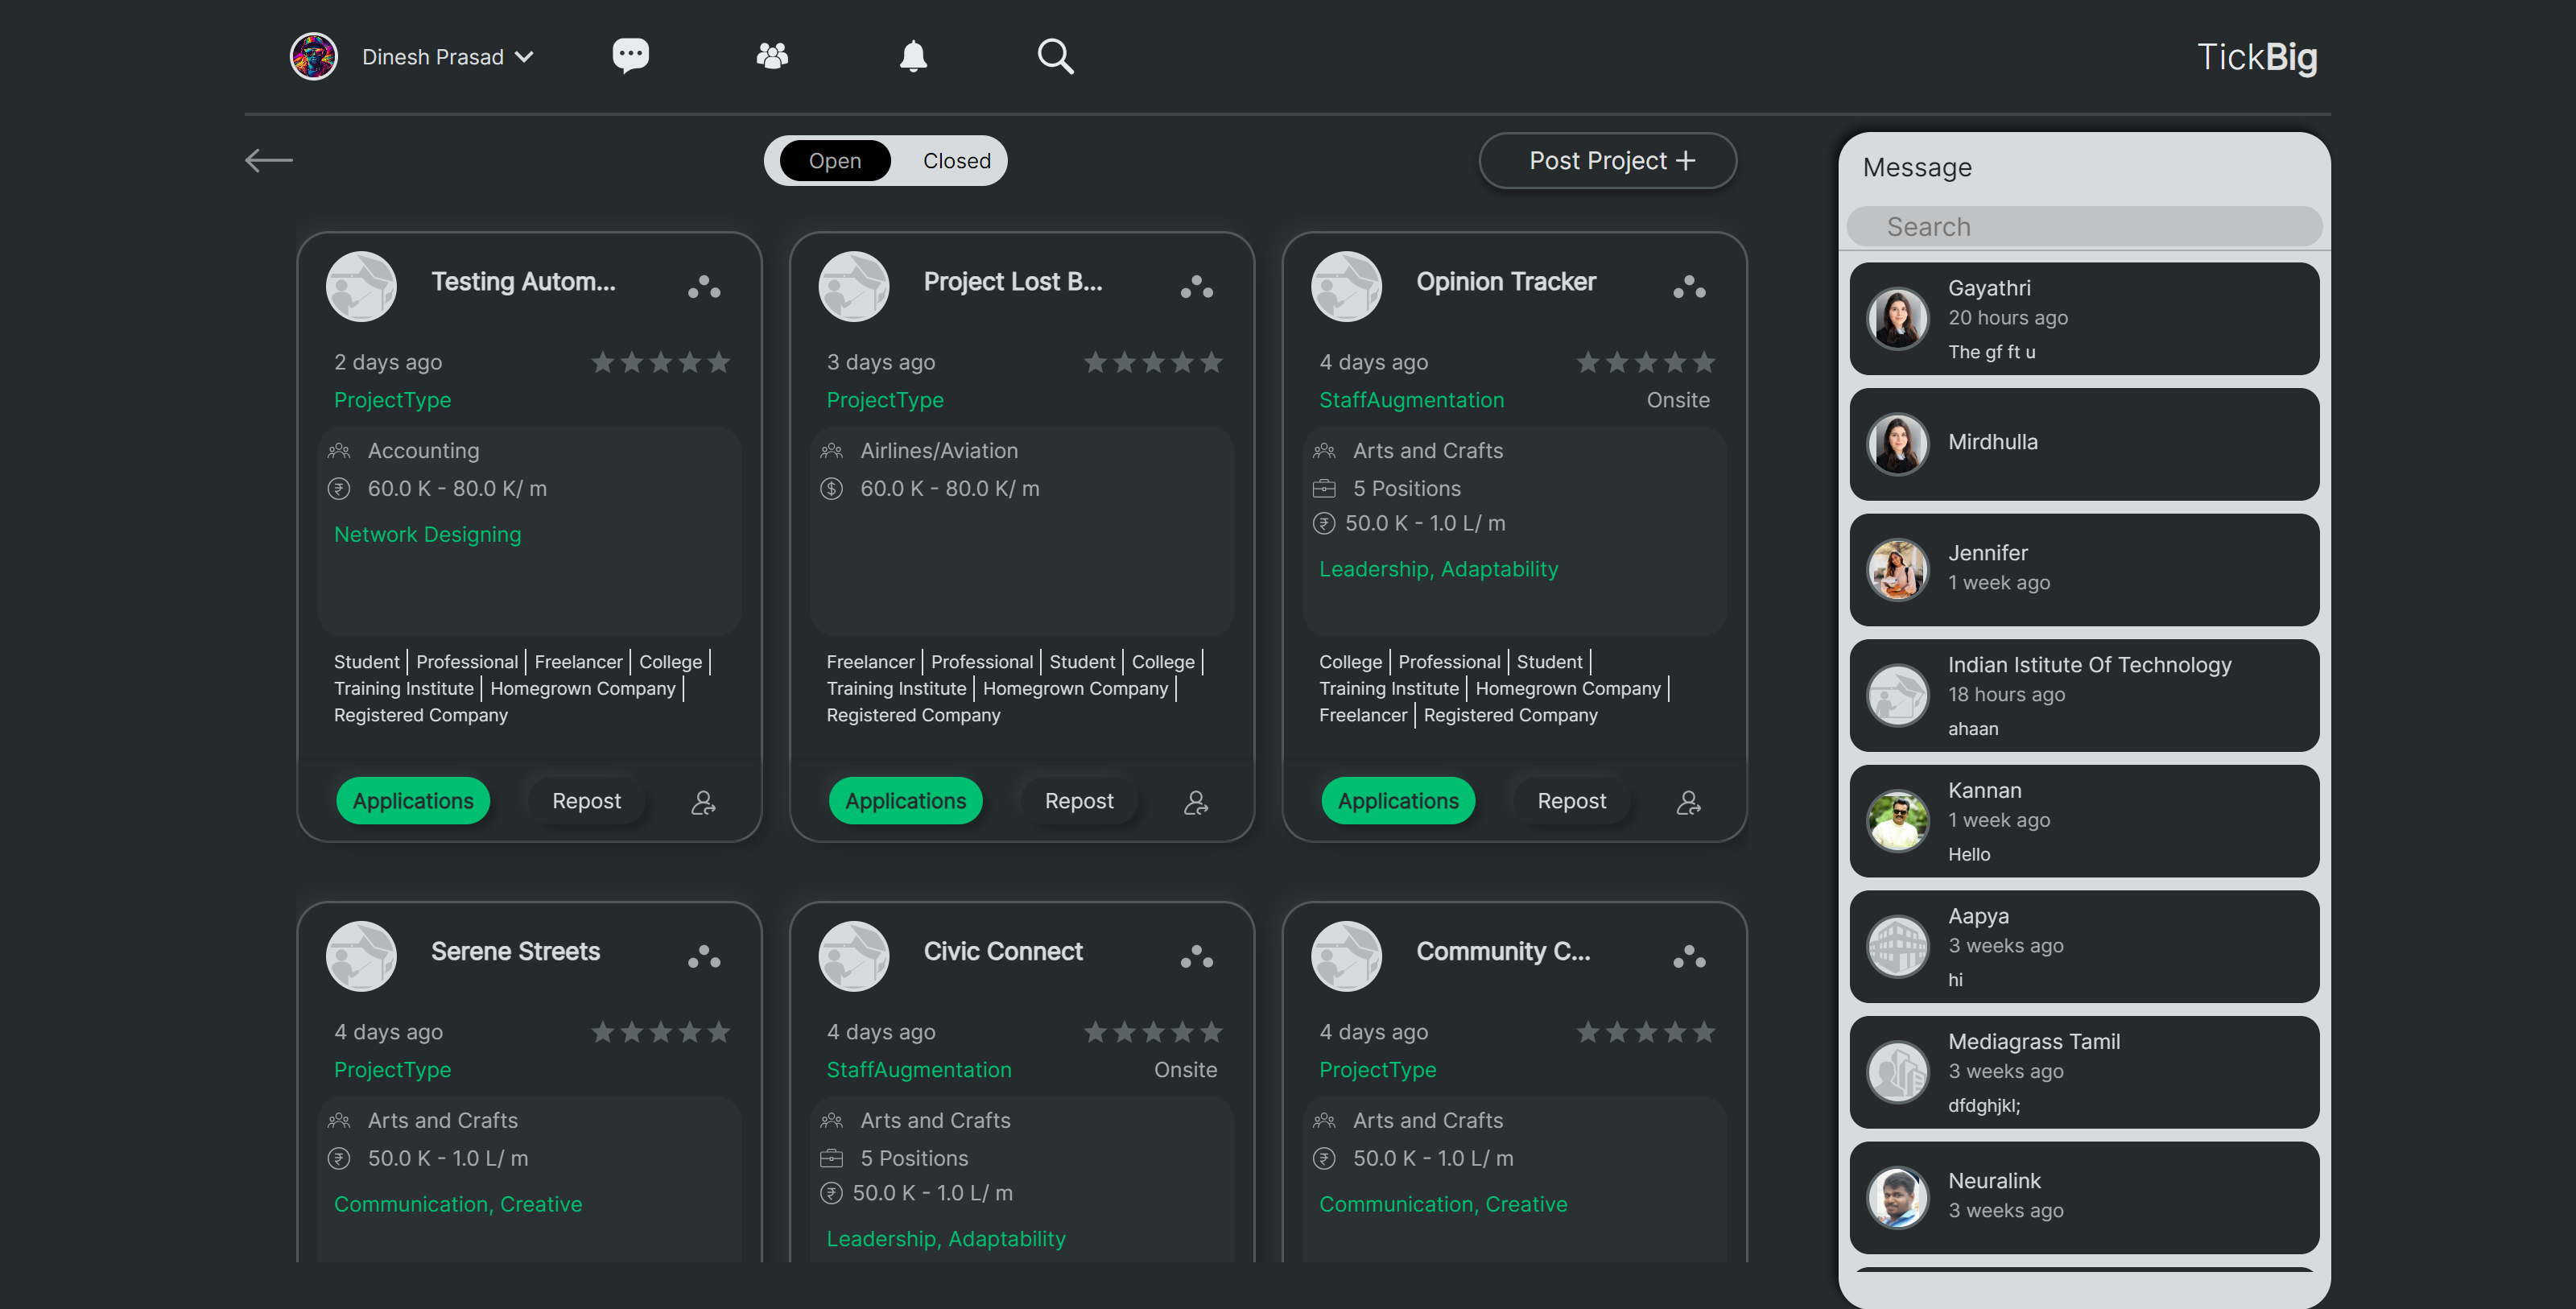 Dinesh Prasad
TickBig
Open Closed
Post Project +
Testing Autom...
2 days ago
ProjectType
Accounting
₹ 60.0 K - 80.0 K/ m
Network Designing
Student | Professional | Freelancer | College |
Training Institute | Homegrown Company |
Registered Company
Applications Repost
Project Lost B...
3 days ago
ProjectType
Airlines/Aviation
$ 60.0 K - 80.0 K/ m
Freelancer | Professional | Student | College |
Training Institute | Homegrown Company |
Registered Company
Applications Repost
Opinion Tracker
4 days ago
StaffAugmentation Onsite
Arts and Crafts
5 Positions
₹ 50.0 K - 1.0 L/ m
Leadership, Adaptability
College | Professional | Student |
Training Institute | Homegrown Company |
Freelancer | Registered Company
Applications Repost
Serene Streets
4 days ago
ProjectType
Arts and Crafts
₹ 50.0 K - 1.0 L/ m
Communication, Creative
Civic Connect
4 days ago
StaffAugmentation Onsite
Arts and Crafts
5 Positions
₹ 50.0 K - 1.0 L/ m
Leadership, Adaptability
Community C...
4 days ago
ProjectType
Arts and Crafts
₹ 50.0 K - 1.0 L/ m
Communication, Creative
Message
Search
Gayathri
20 hours ago
The gf ft u
Mirdhulla
Jennifer
1 week ago
Indian Istitute Of Technology
18 hours ago
ahaan
Kannan
1 week ago
Hello
Aapya
3 weeks ago
hi
Mediagrass Tamil
3 weeks ago
dfdghjkl;
Neuralink
3 weeks ago